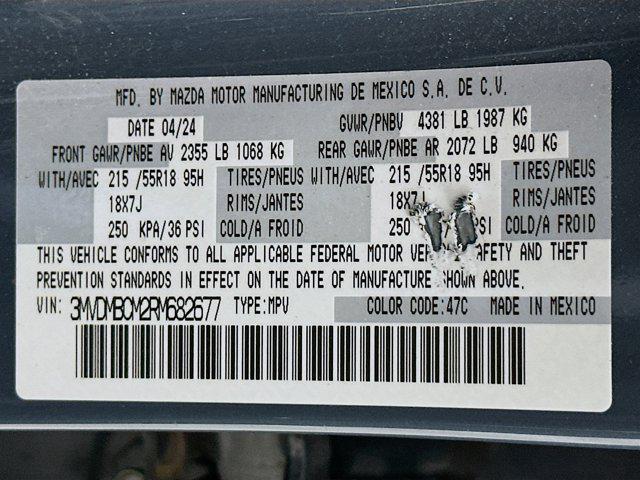 MFD. BY MAZDA MOTOR MANUFACTURING DE MEXICO S.A. DE C.V.
DATE 04/24 GVWR/PNBV 4381 LB 1987 KG
FRONT GAWR/PNBE AV 2355 LB 1068 KG REAR GAWR/PNBE AR 2072 LB 940 KG
WITH/AVEC 215 /55R18 95H TIRES/PNEUS WITH/AVEC 215 /55R18 95H TIRES/PNEUS
18X7J RIMS/JANTES 18X7J RIMS/JANTES
250 KPA/36 PSI COLD/A FROID 250 COLD/A FROID
THIS VEHICLE CONFORMS TO ALL APPLICABLE FEDERAL MOTOR AND THEFT
PREVENTION STANDARDS IN EFFECT ON THE DATE OF MANUFACTURE SHOWN ABOVE.
VIN: 3MVDMBCM2RM682677 TYPE:MPV COLOR CODE:47C MADE IN MEXICO